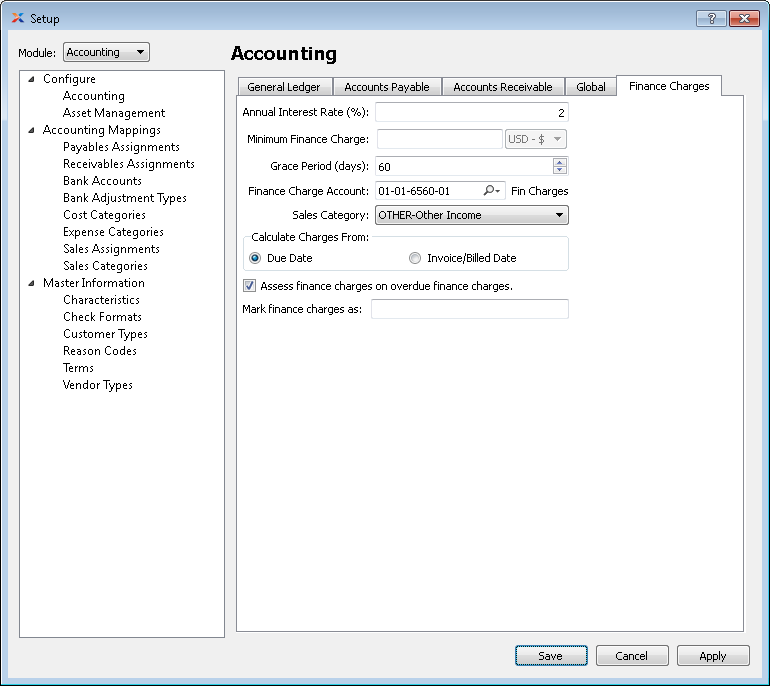 Setup
?
Module: Accounting
Configure
Accounting
Asset Management
Accounting Mappings
Payables Assignments
Receivables Assignments
Bank Accounts
Bank Adjustment Types
Cost Categories
Expense Categories
Sales Assignments
Sales Categories
Master Information
Characteristics
Check Formats
Customer Types
Reason Codes
Terms
Vendor Types
Accounting
General Ledger Accounts Payable Accounts Receivable Global Finance Charges
Annual Interest Rate (%): 2
Minimum Finance Charge: USD - $
Grace Period (days): 60
Finance Charge Account: 01-01-6560-01 Fin Charges
Sales Category: OTHER-Other Income
Calculate Charges From:
Due Date Invoice/Billed Date
Assess finance charges on overdue finance charges.
Mark finance charges as:
Save Cancel Apply